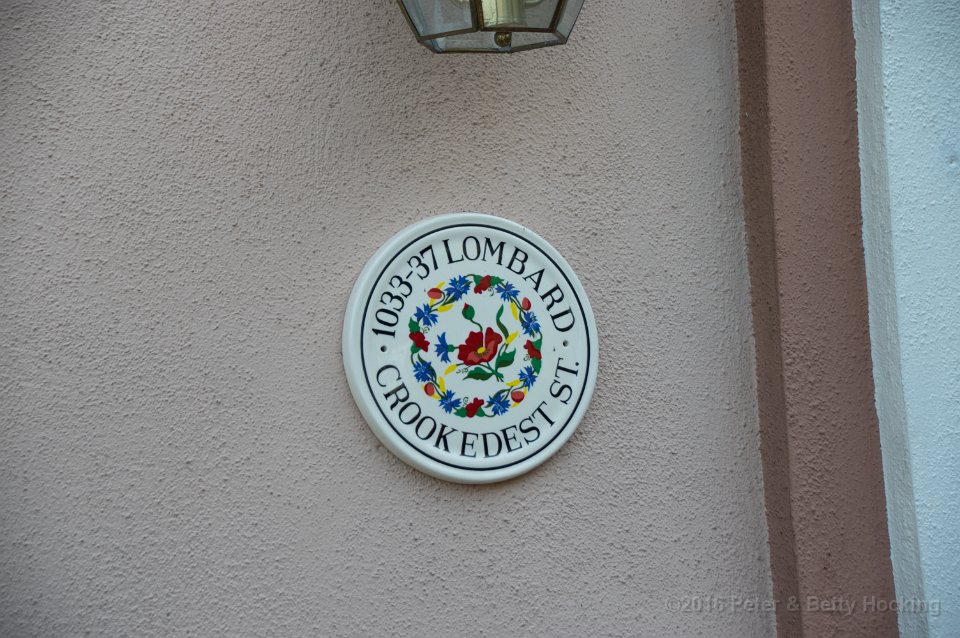 1033-37 LOMBARD
CROOKEDEST ST.
©2016 Peter & Betty Hocking